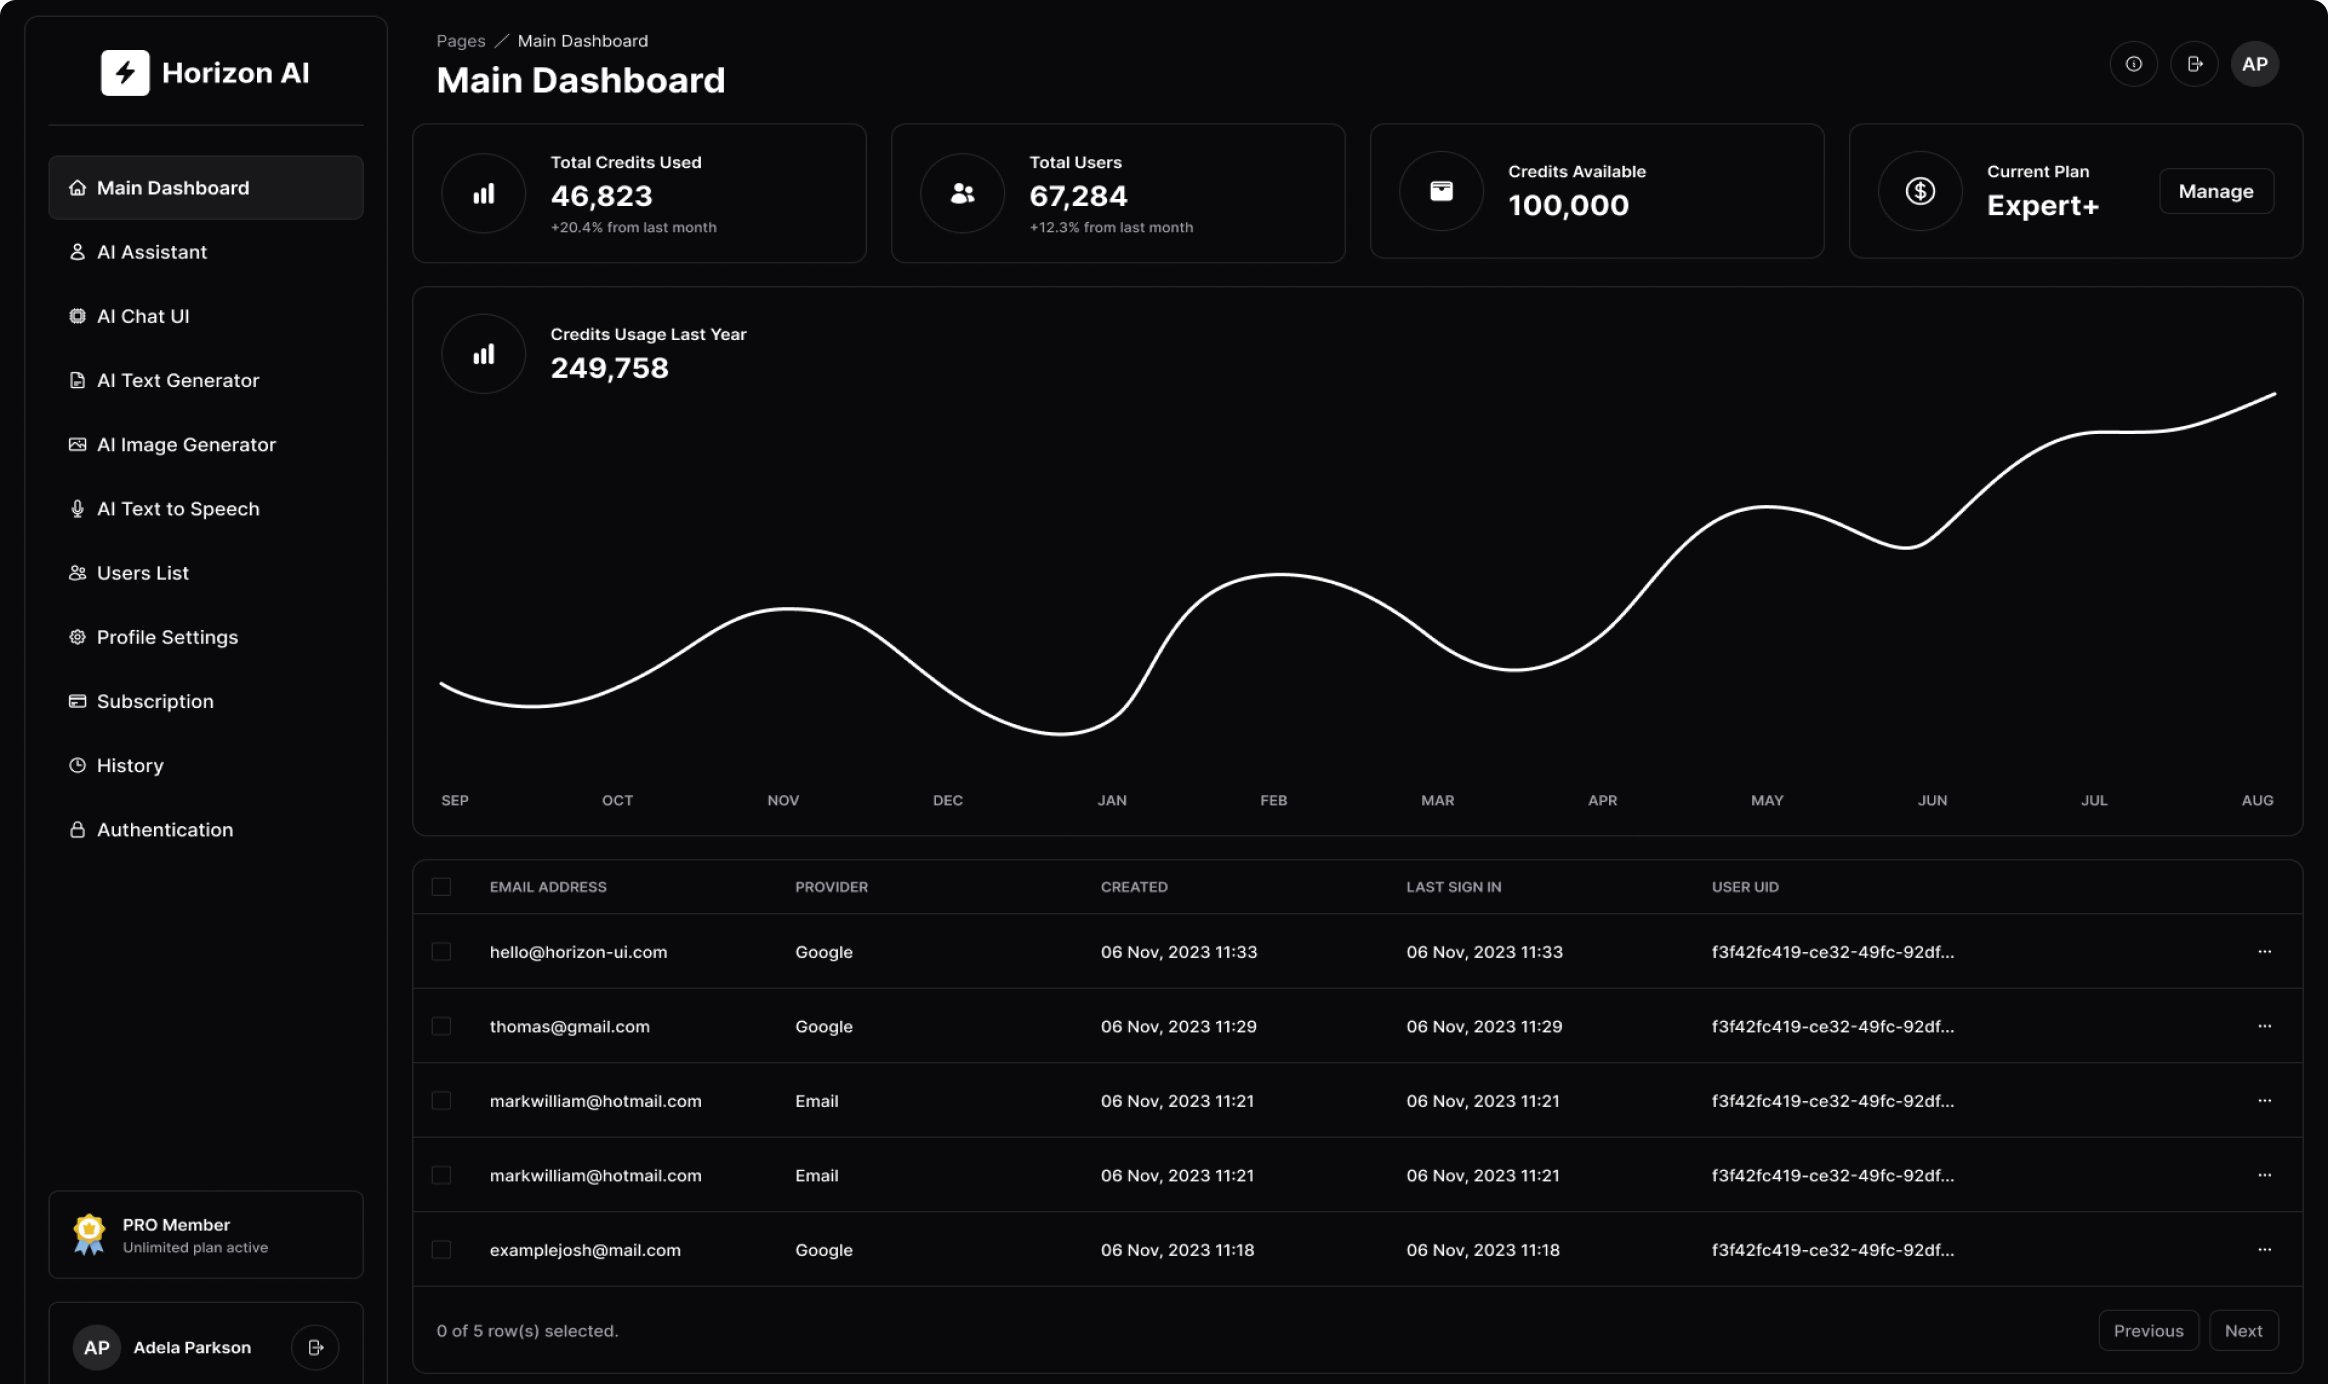 Horizon AI
Main Dashboard
AI Assistant
AI Chat UI
AI Text Generator
AI Image Generator
AI Text to Speech
Users List
Profile Settings
Subscription
History
Authentication
PRO Member
Unlimited plan active
AP Adela Parkson
Pages / Main Dashboard
Main Dashboard
AP
Total Credits Used
46,823
+20.4% from last month
Total Users
67,284
+12.3% from last month
Credits Available
100,000
Current Plan
Expert+
Manage
Credits Usage Last Year
249,758
SEP OCT NOV DEC JAN FEB MAR APR MAY JUN JUL AUG
EMAIL ADDRESS PROVIDER CREATED LAST SIGN IN USER UID
hello@horizon-ui.com Google 06 Nov, 2023 11:33 06 Nov, 2023 11:33 f3f42fc419-ce32-49fc-92df... ...
thomas@gmail.com Google 06 Nov, 2023 11:29 06 Nov, 2023 11:29 f3f42fc419-ce32-49fc-92df... ...
markwilliam@hotmail.com Email 06 Nov, 2023 11:21 06 Nov, 2023 11:21 f3f42fc419-ce32-49fc-92df... ...
markwilliam@hotmail.com Email 06 Nov, 2023 11:21 06 Nov, 2023 11:21 f3f42fc419-ce32-49fc-92df... ...
examplejosh@mail.com Google 06 Nov, 2023 11:18 06 Nov, 2023 11:18 f3f42fc419-ce32-49fc-92df... ...
0 of 5 row(s) selected.
Previous Next